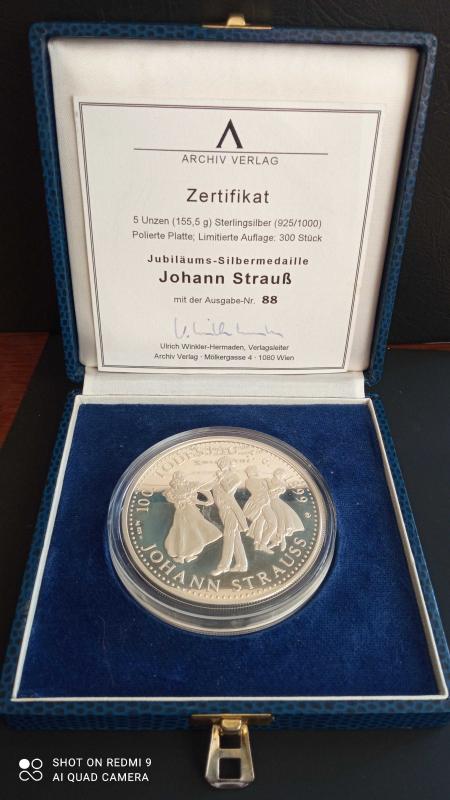 ARCHIV VERLAG
Zertifikat
5 Unzen (155,5 g) Sterlingsilber (925/1000)
Polierte Platte; Limitierte Auflage: 300 Stück
Jubiläums-Silbermedaille
Johann Strauß
mit der Ausgabe-Nr. 88
Ulrich Winkler-Hermaden, Verlagsleiter
Archiv Verlag · Mölkergasse 4 · 1080 Wien
100
1899
JOHANN STRAUSS
SHOT ON REDMI 9
AI QUAD CAMERA